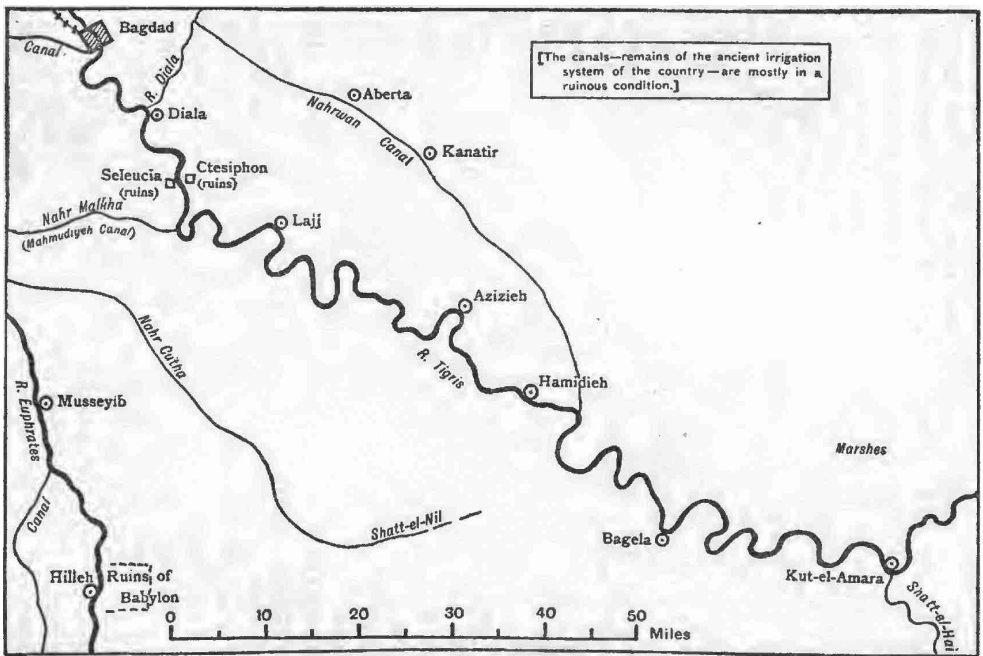 Bagdad
Canal
[The canals—remains of the ancient irrigation
system of the country—are mostly in a
ruinous condition.]
R. Diala
Aberta
Diala
Nahrwan
Canal
Kanatir
Ctesiphon
(ruins)
Seleucia
(ruins)
Nahr Malkha
(Mahmudiyeh Canal)
Lajj
Azizieh
Nahr Cutha
R. Tigris
Hamidieh
R. Euphrates
Musseyib
Marshes
Canal
Shatt-el-Nil
Bagela
Kut-el-Amara
Shatt-el-Hai
Hilleh
Ruins of
Babylon
0 10 20 30 40 50
Miles